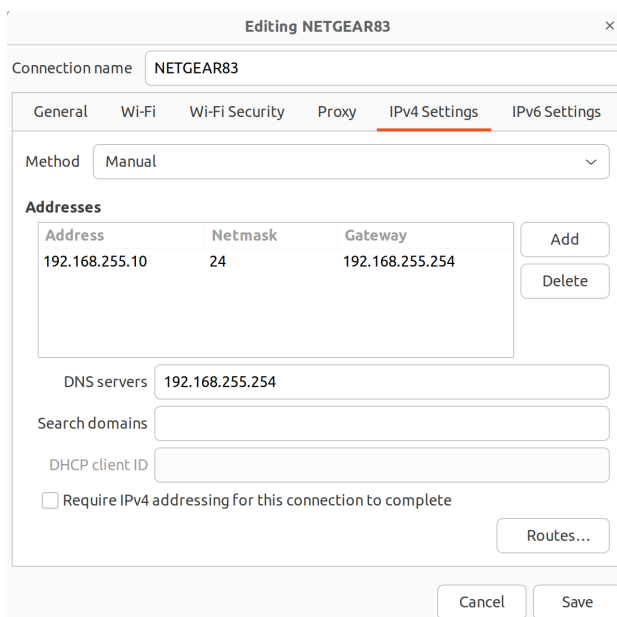 Editing NETGEAR83
×
Connection name NETGEAR83
General Wi-Fi Wi-Fi Security Proxy IPv4 Settings IPv6 Settings
Method Manual
Addresses
Address Netmask Gateway
192.168.255.10 24 192.168.255.254
Add
Delete
DNS servers 192.168.255.254
Search domains
DHCP client ID
Require IPv4 addressing for this connection to complete
Routes...
Cancel Save